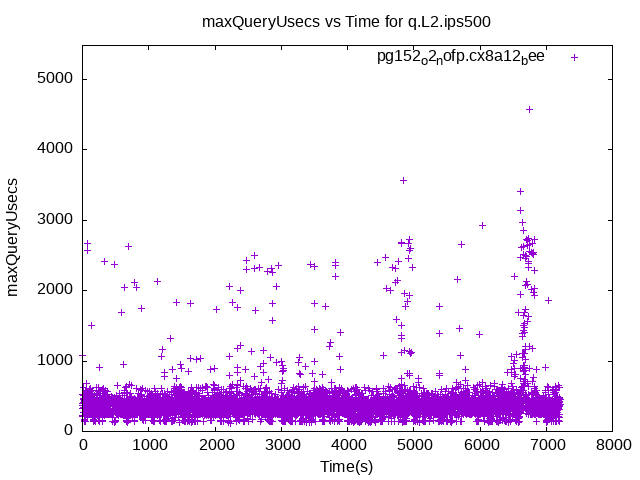 maxQueryUsecs vs Time for q.L2.ips500
pg152o2nofp.cx8a12bee
5000
4000
3000
2000
1000
0
maxQueryUsecs
0 1000 2000 3000 4000 5000 6000 7000 8000
Time(s)